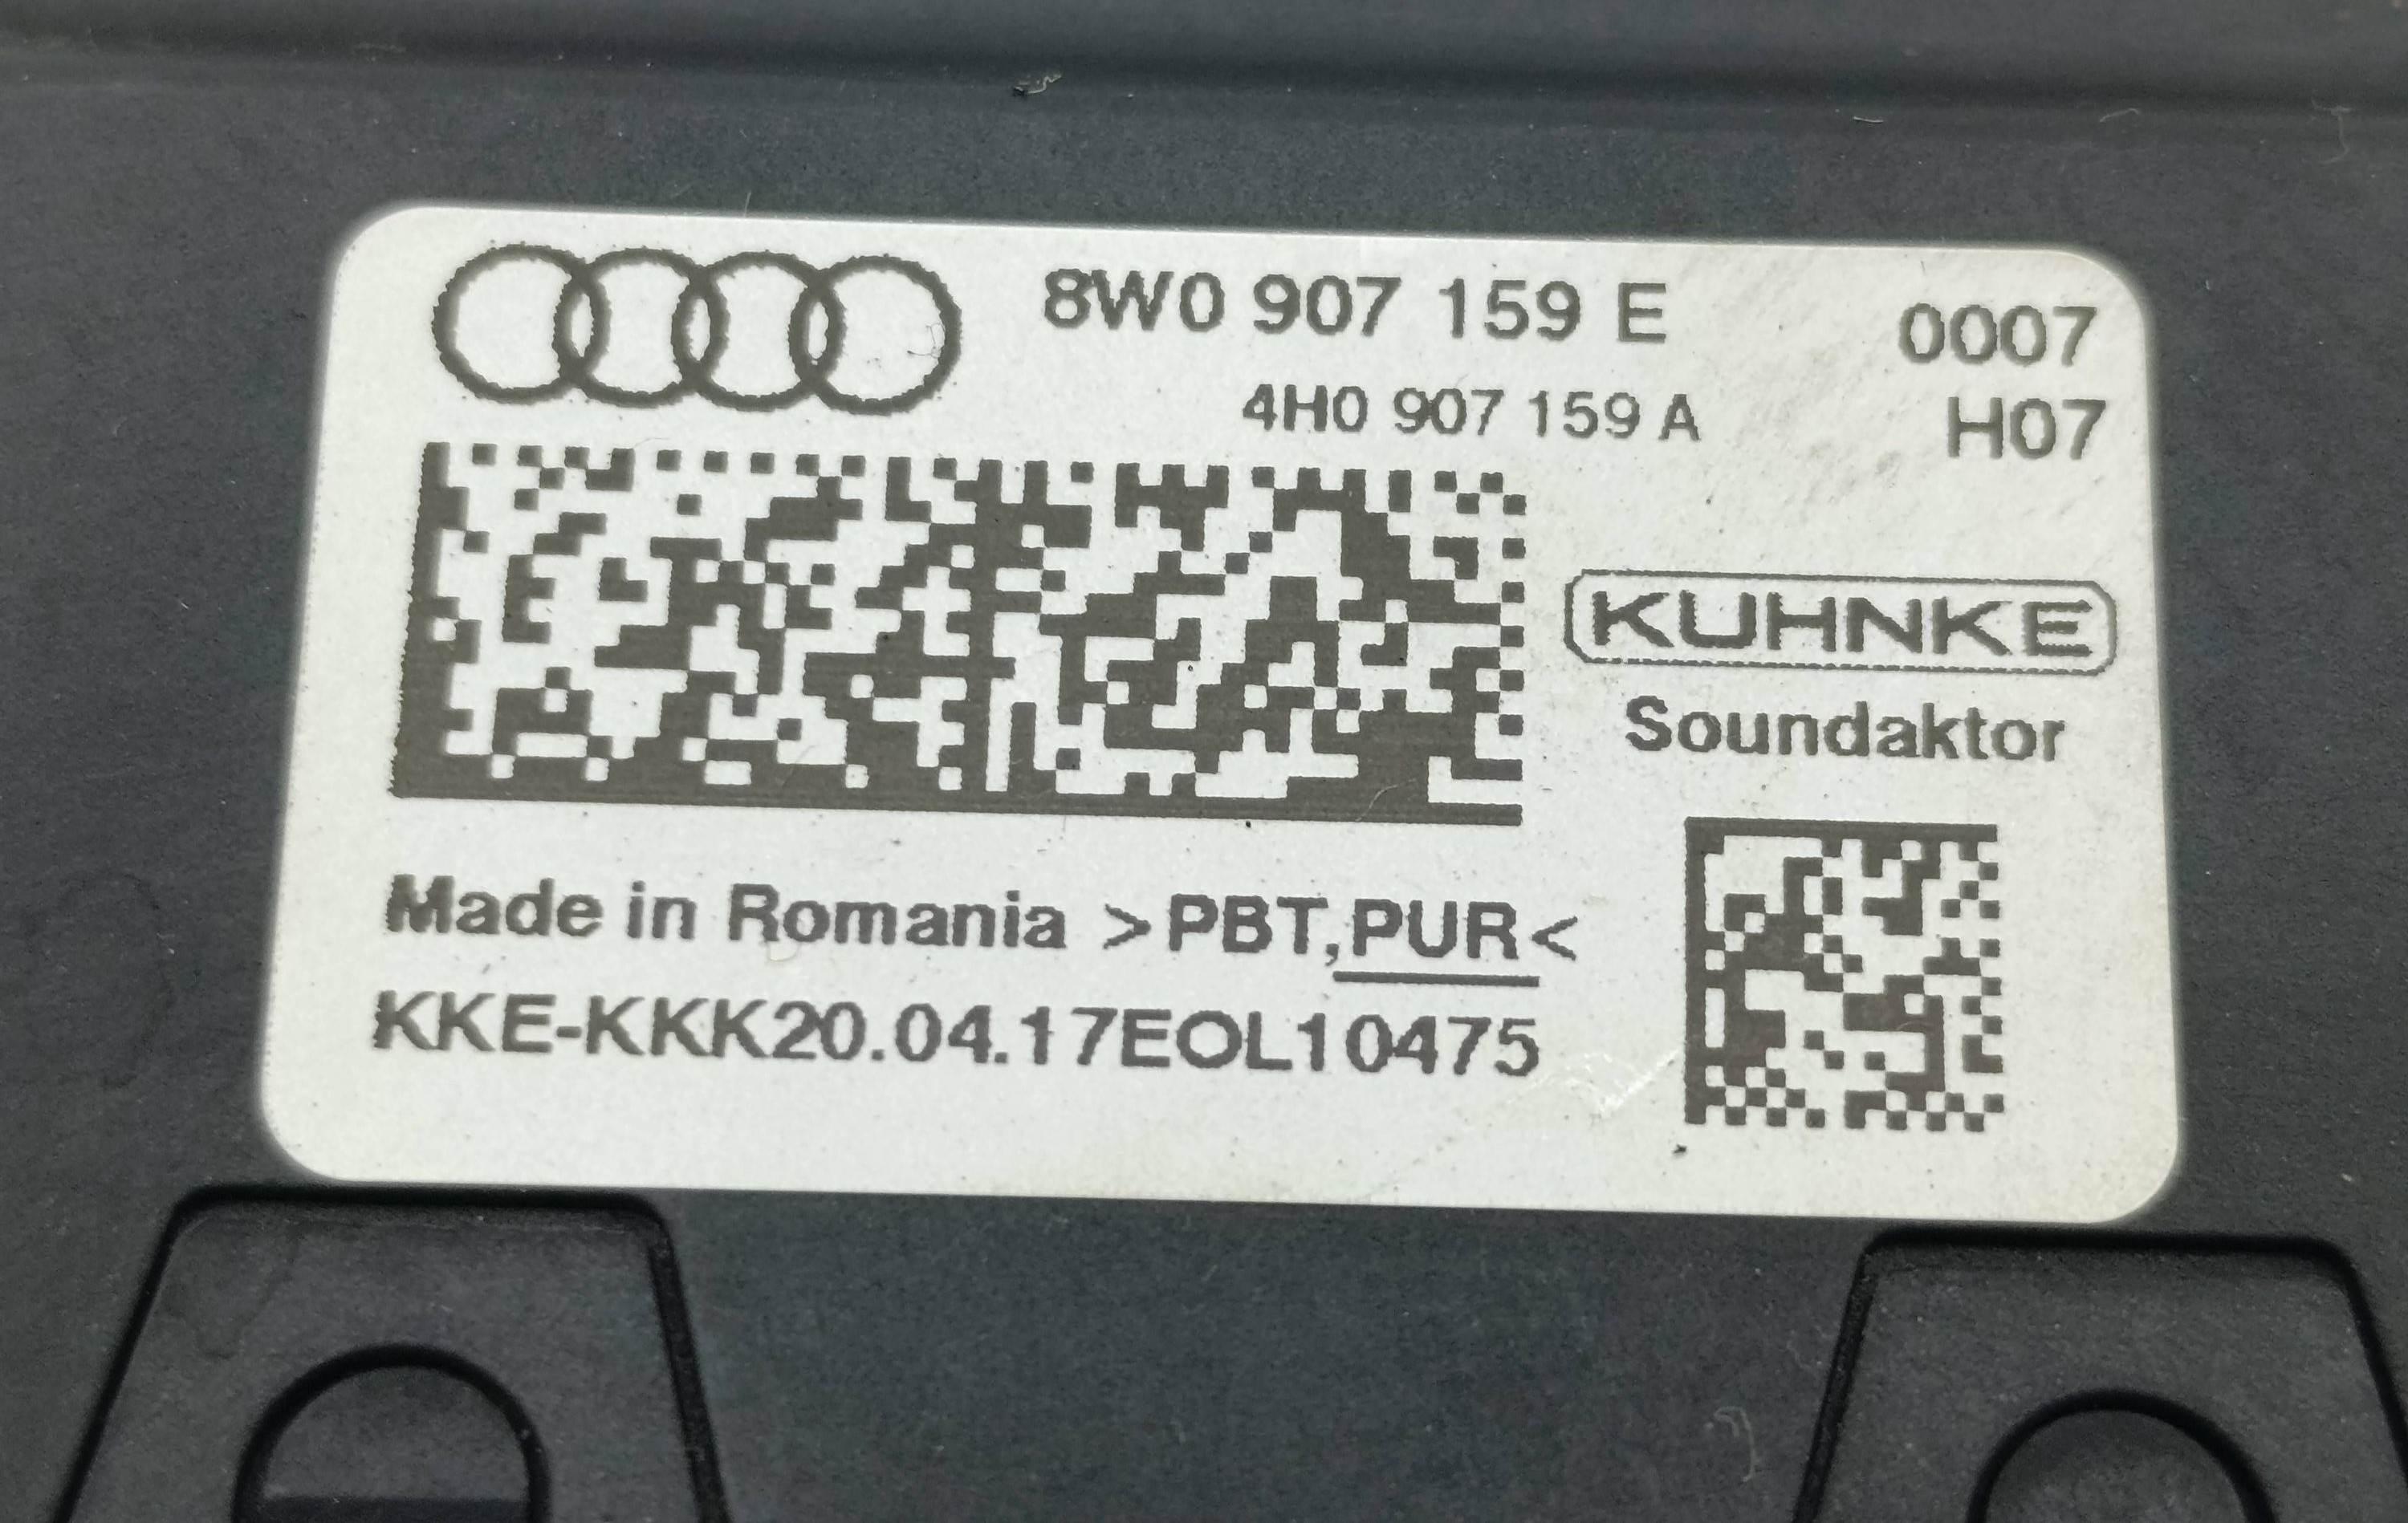 8W0 907 159 E 0007
4H0 907 159 A H07
KUHNKE
Soundaktor
Made in Romania >PBT,PUR<
KKE-KKK20.04.17EOL10475